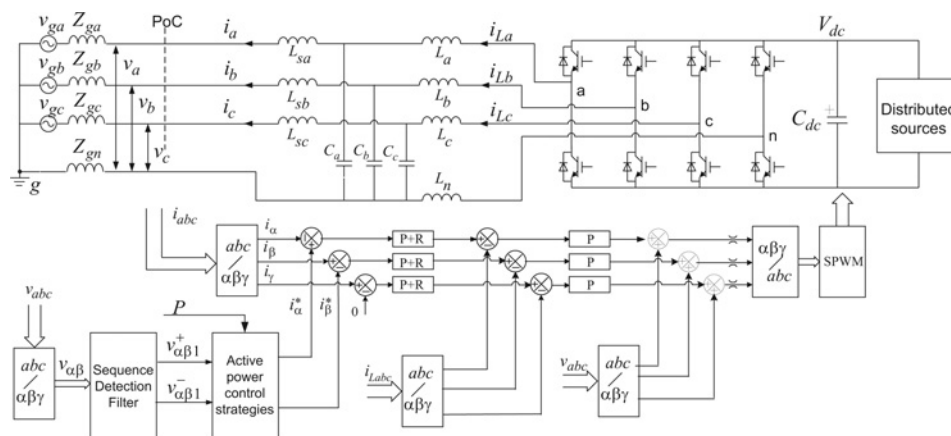 v_ga Z_ga PoC i_a L_sa L_a i_La V_dc
v_gb Z_gb v_a i_b L_sb L_b i_Lb a b c n
v_gc Z_gc v_b i_c L_sc L_c i_Lc C_dc +
Z_gn v_c C_a C_b C_c L_n
g
Distributed
sources
i_abc
abc
αβγ
i_α
i_β
i_γ
P+R
P+R
P+R
P
P
P
αβγ
abc
SPWM
i*_α i*_β 0
v_abc
P
abc
αβγ
v_αβ
Sequence
Detection
Filter
v⁺_αβ1
v⁻_αβ1
Active
power
control
strategies
i_Labc
abc
αβγ
v_abc
abc
αβγ